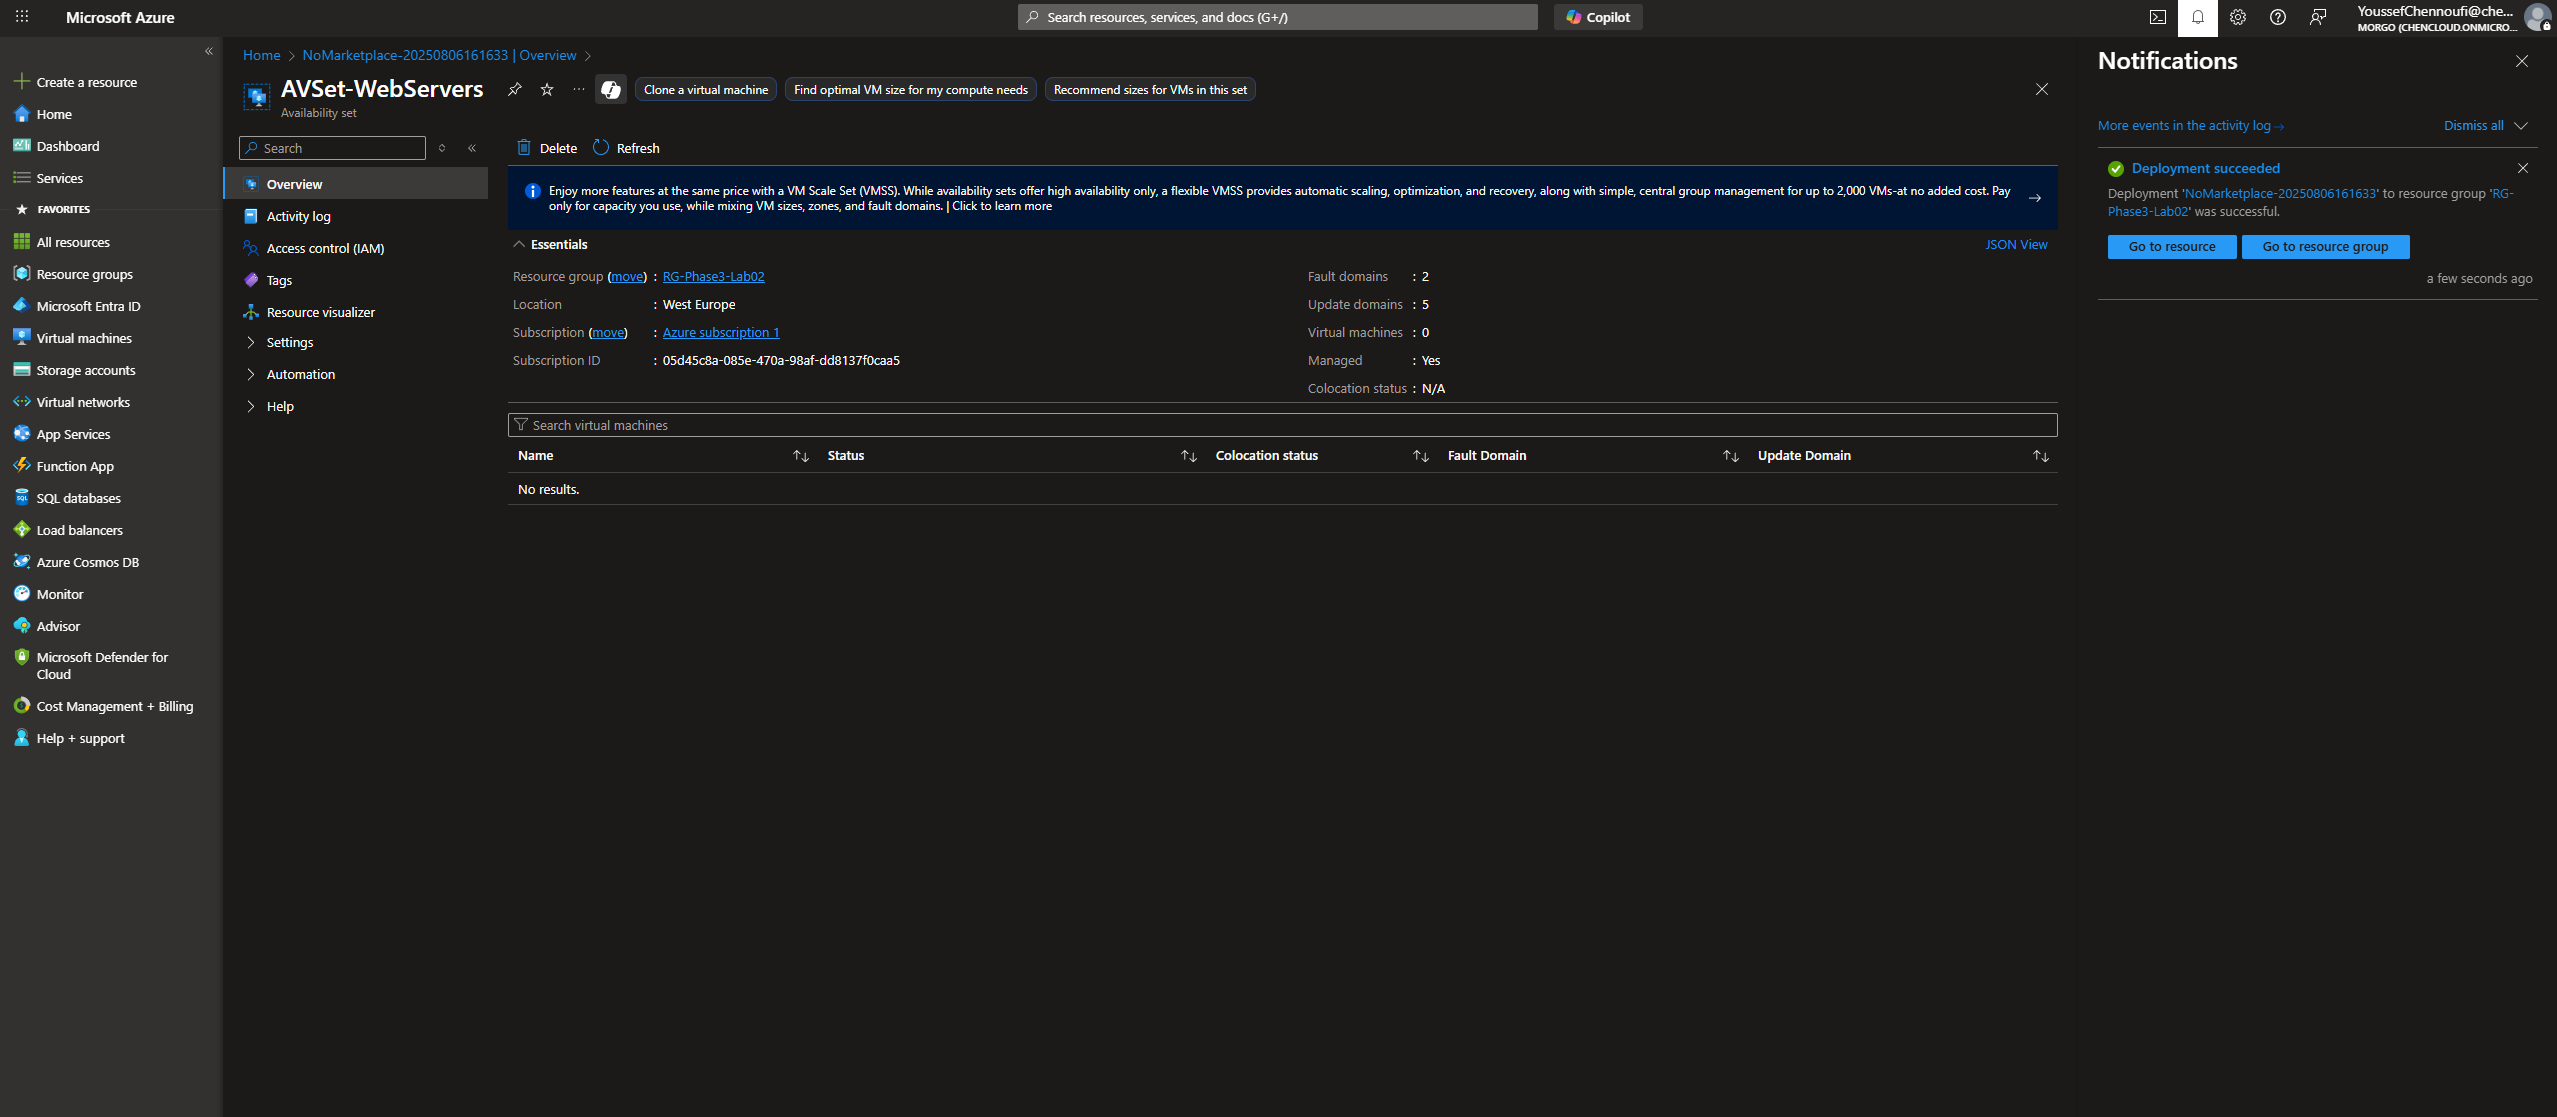 Microsoft Azure
Search resources, services, and docs (G+/)
Copilot
YoussefChennoufi@che...
MORGO (CHENCLOUD.ONMICRO...
Create a resource
Home
Dashboard
Services
FAVORITES
All resources
Resource groups
Microsoft Entra ID
Virtual machines
Storage accounts
Virtual networks
App Services
Function App
SQL databases
Load balancers
Azure Cosmos DB
Monitor
Advisor
Microsoft Defender for
Cloud
Cost Management + Billing
Help + support
Home > NoMarketplace-20250806161633 | Overview >
AVSet-WebServers
Availability set
Clone a virtual machine
Find optimal VM size for my compute needs
Recommend sizes for VMs in this set
Search
Overview
Activity log
Access control (IAM)
Tags
Resource visualizer
Settings
Automation
Help
Delete
Refresh
Enjoy more features at the same price with a VM Scale Set (VMSS). While availability sets offer high availability only, a flexible VMSS provides automatic scaling, optimization, and recovery, along with simple, central group management for up to 2,000 VMs-at no added cost. Pay
only for capacity you use, while mixing VM sizes, zones, and fault domains. | Click to learn more
Essentials
JSON View
Resource group (move) : RG-Phase3-Lab02
Location : West Europe
Subscription (move) : Azure subscription 1
Subscription ID : 05d45c8a-085e-470a-98af-dd8137f0caa5
Fault domains : 2
Update domains : 5
Virtual machines : 0
Managed : Yes
Colocation status : N/A
Search virtual machines
Name Status Colocation status Fault Domain Update Domain
No results.
Notifications
More events in the activity log →
Dismiss all
Deployment succeeded
Deployment 'NoMarketplace-20250806161633' to resource group 'RG-
Phase3-Lab02' was successful.
Go to resource
Go to resource group
a few seconds ago